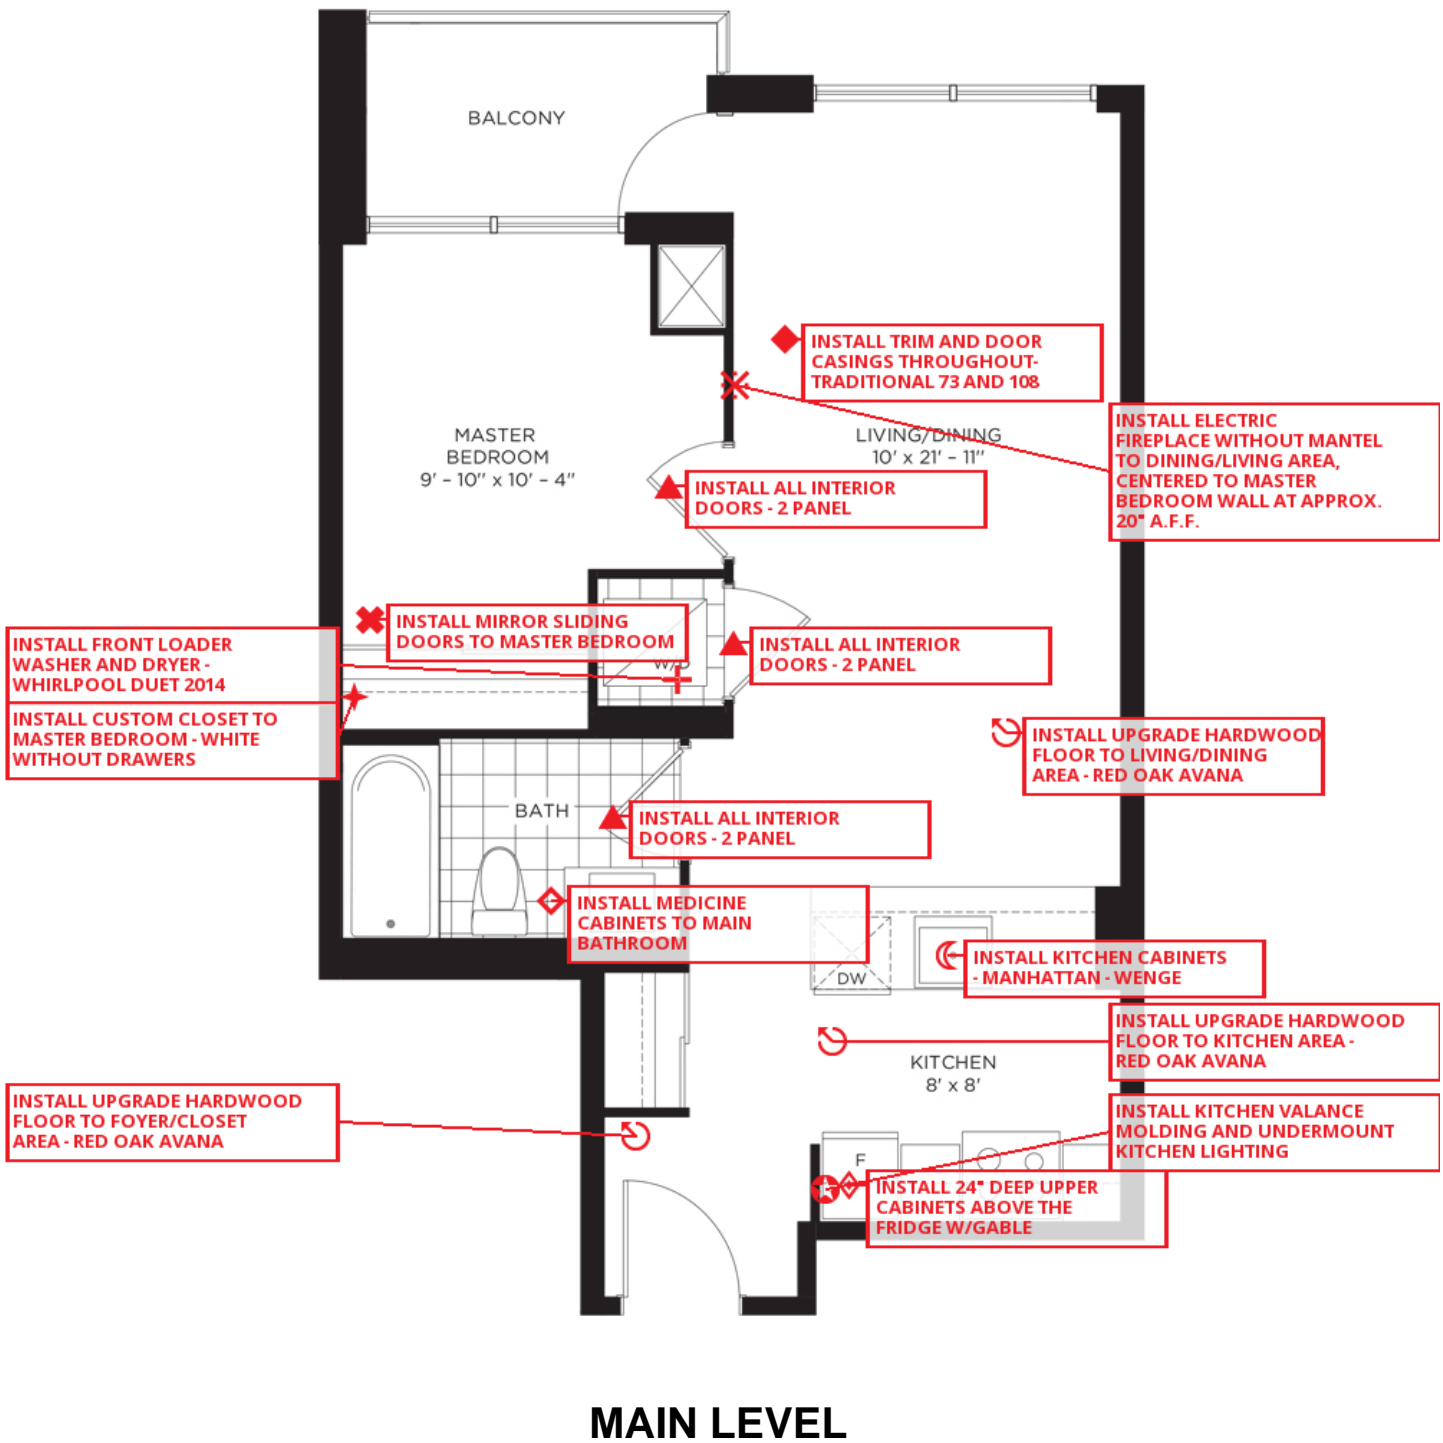 BALCONY
INSTALL TRIM AND DOOR
CASINGS THROUGHOUT-
TRADITIONAL 73 AND 108
MASTER
BEDROOM
9' - 10" x 10' - 4"
LIVING/DINING
10' x 21' - 11"
INSTALL ELECTRIC
FIREPLACE WITHOUT MANTEL
TO DINING/LIVING AREA,
CENTERED TO MASTER
BEDROOM WALL AT APPROX.
20" A.F.F.
INSTALL ALL INTERIOR
DOORS - 2 PANEL
INSTALL MIRROR SLIDING
DOORS TO MASTER BEDROOM
W/D
INSTALL ALL INTERIOR
DOORS - 2 PANEL
INSTALL FRONT LOADER
WASHER AND DRYER -
WHIRLPOOL DUET 2014
INSTALL CUSTOM CLOSET TO
MASTER BEDROOM - WHITE
WITHOUT DRAWERS
INSTALL UPGRADE HARDWOOD
FLOOR TO LIVING/DINING
AREA - RED OAK AVANA
BATH
INSTALL ALL INTERIOR
DOORS - 2 PANEL
INSTALL MEDICINE
CABINETS TO MAIN
BATHROOM
DW
INSTALL KITCHEN CABINETS
- MANHATTAN - WENGE
INSTALL UPGRADE HARDWOOD
FLOOR TO KITCHEN AREA -
RED OAK AVANA
KITCHEN
8' x 8'
INSTALL UPGRADE HARDWOOD
FLOOR TO FOYER/CLOSET
AREA - RED OAK AVANA
INSTALL KITCHEN VALANCE
MOLDING AND UNDERMOUNT
KITCHEN LIGHTING
F
INSTALL 24" DEEP UPPER
CABINETS ABOVE THE
FRIDGE W/GABLE
MAIN LEVEL